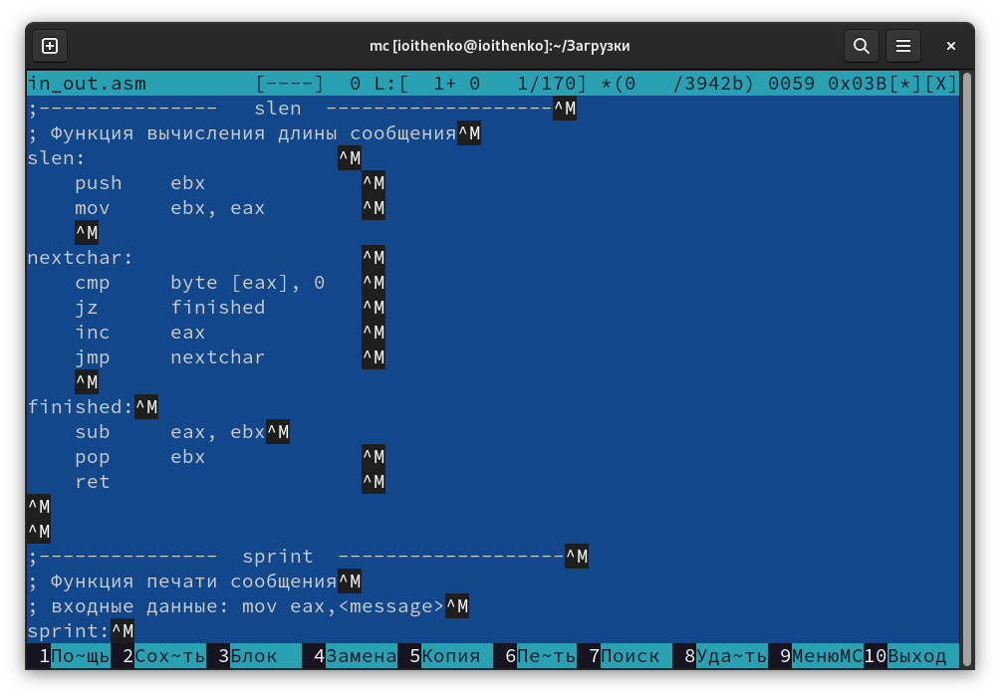 mc [ioithenko@ioithenko]:~/Загрузки
in_out.asm [----] 0 L:[ 1+ 0 1/170] *(0 /3942b) 0059 0x03B[*][X]
;--------------- slen -------------------^M
; Функция вычисления длины сообщения^M
slen: ^M
push ebx ^M
mov ebx, eax ^M
^M
nextchar: ^M
cmp byte [eax], 0 ^M
jz finished ^M
inc eax ^M
jmp nextchar ^M
^M
finished:^M
sub eax, ebx^M
pop ebx ^M
ret ^M
^M
^M
;--------------- sprint -------------------^M
; Функция печати сообщения^M
; входные данные: mov eax,<message>^M
sprint:^M
1По~щь 2Сох~ть 3Блок 4Замена 5Копия 6Пе~ть 7Поиск 8Уда~ть 9МенюMC10Выход